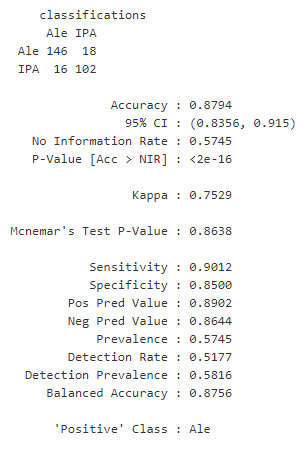 classifications
Ale IPA
Ale 146 18
IPA 16 102
Accuracy : 0.8794
95% CI : (0.8356, 0.915)
No Information Rate : 0.5745
P-Value [Acc > NIR] : <2e-16
Kappa : 0.7529
Mcnemar's Test P-Value : 0.8638
Sensitivity : 0.9012
Specificity : 0.8500
Pos Pred Value : 0.8902
Neg Pred Value : 0.8644
Prevalence : 0.5745
Detection Rate : 0.5177
Detection Prevalence : 0.5816
Balanced Accuracy : 0.8756
'Positive' Class : Ale